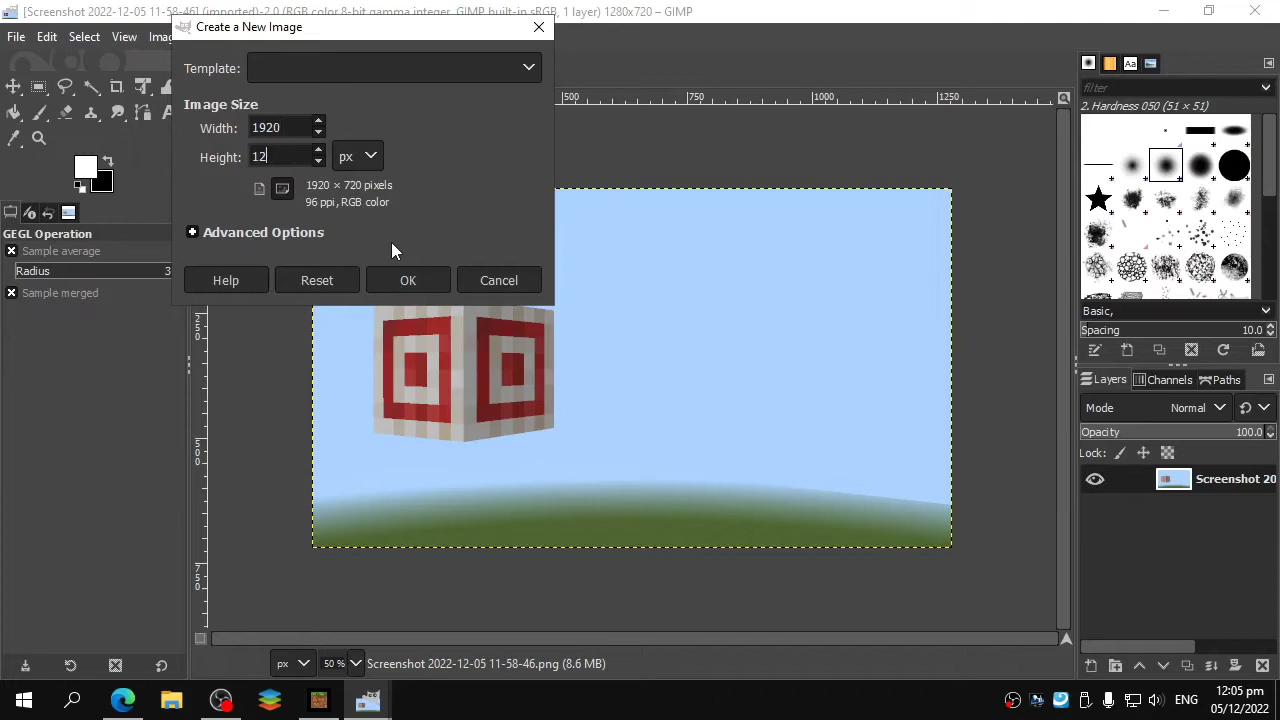 [Screenshot 2022-12-05 11-58-46] (imported)-2.0 (RGB color 8-bit gamma integer, GIMP built-in sRGB, 1 layer) 1280x720 – GIMP
File Edit Select View
Create a New Image
Template:
Image Size
Width: 1920
Height: 12
px
1920 × 720 pixels
96 ppi, RGB color
Advanced Options
Help Reset OK Cancel
GEGL Operation
Sample average
Radius 3
Sample merged
500 750 1000 1250
250
500
750
filter
2. Hardness 050 (51 × 51)
Basic,
Spacing 10.0
Layers Channels Paths
Mode Normal
Opacity 100.0
Lock:
Screenshot 20
px 50 % Screenshot 2022-12-05 11-58-46.png (8.6 MB)
ENG
12:05 pm
05/12/2022